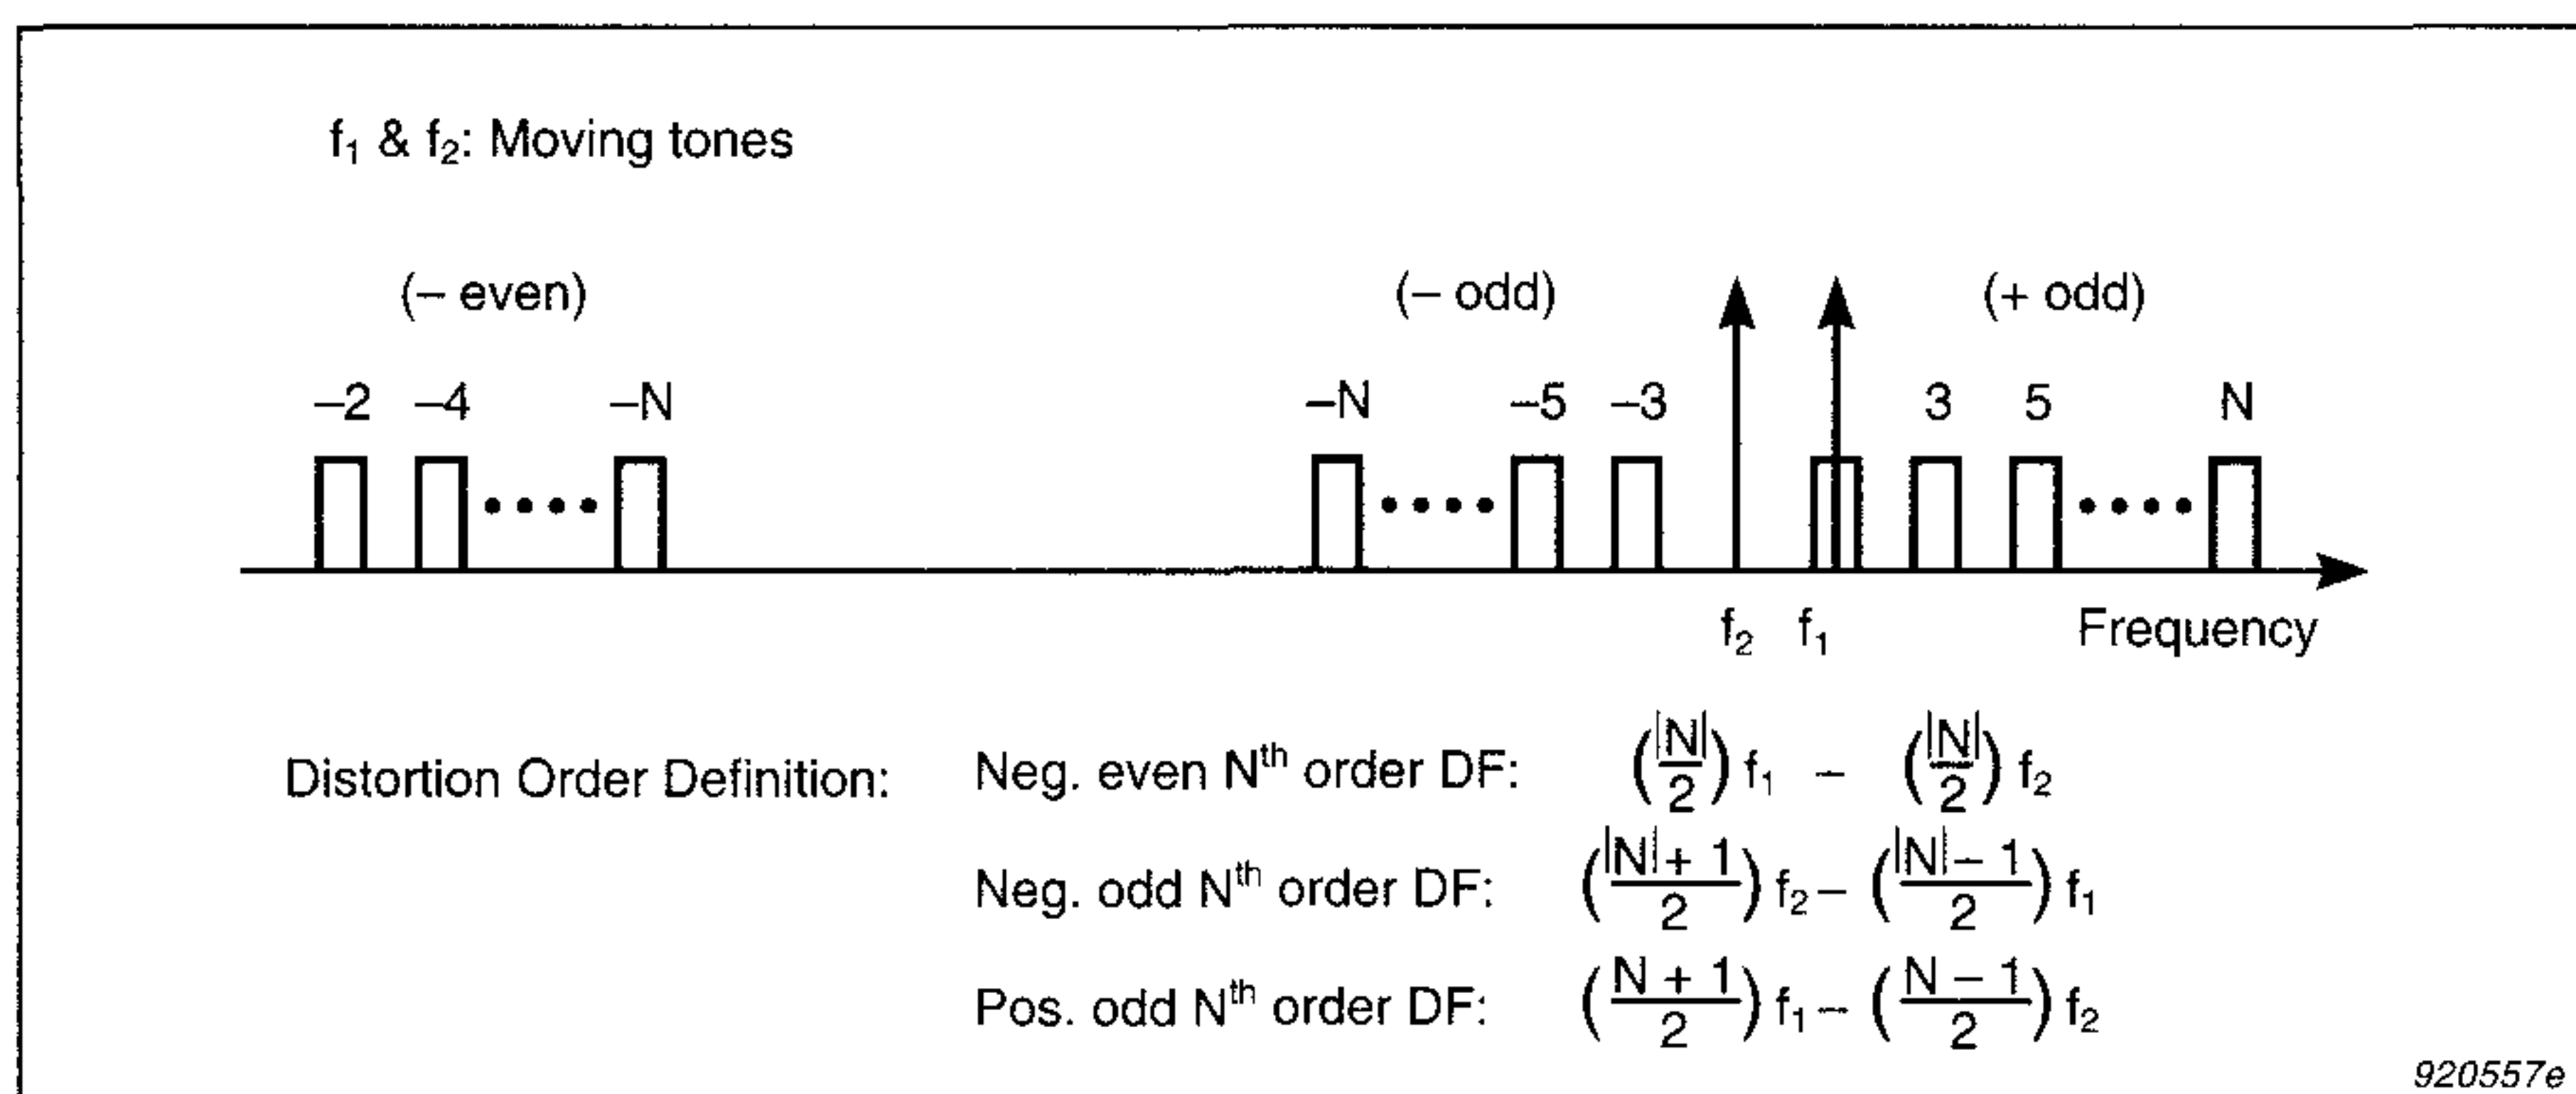 f₁ & f₂: Moving tones
(– even) (– odd) (+ odd)
–2 –4 –N –N –5 –3 3 5 N
f₂ f₁ Frequency
Distortion Order Definition: Neg. even Nᵗʰ order DF: (|N|/2) f₁ – (|N|/2) f₂
Neg. odd Nᵗʰ order DF: ((|N| + 1)/2) f₂ – ((|N| – 1)/2) f₁
Pos. odd Nᵗʰ order DF: ((N + 1)/2) f₁ – ((N – 1)/2) f₂
920557e